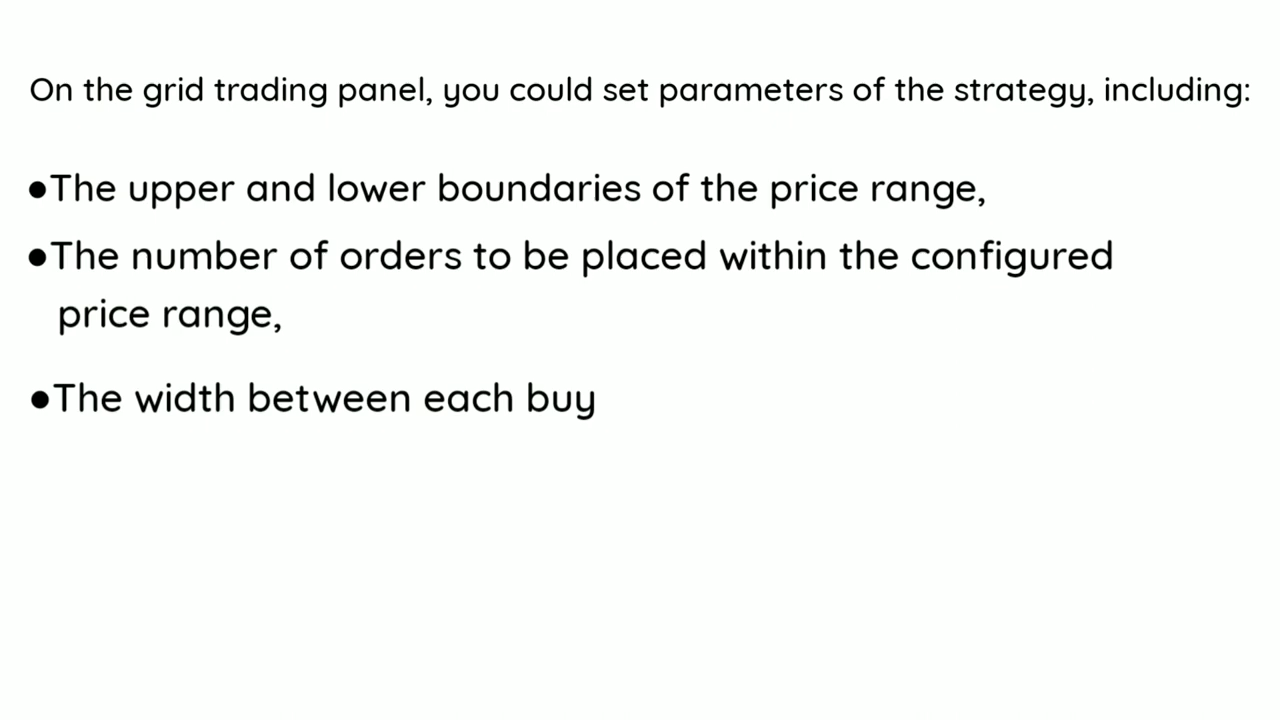 On the grid trading panel, you could set parameters of the strategy, including:
●The upper and lower boundaries of the price range,
●The number of orders to be placed within the configured
price range,
●The width between each buy